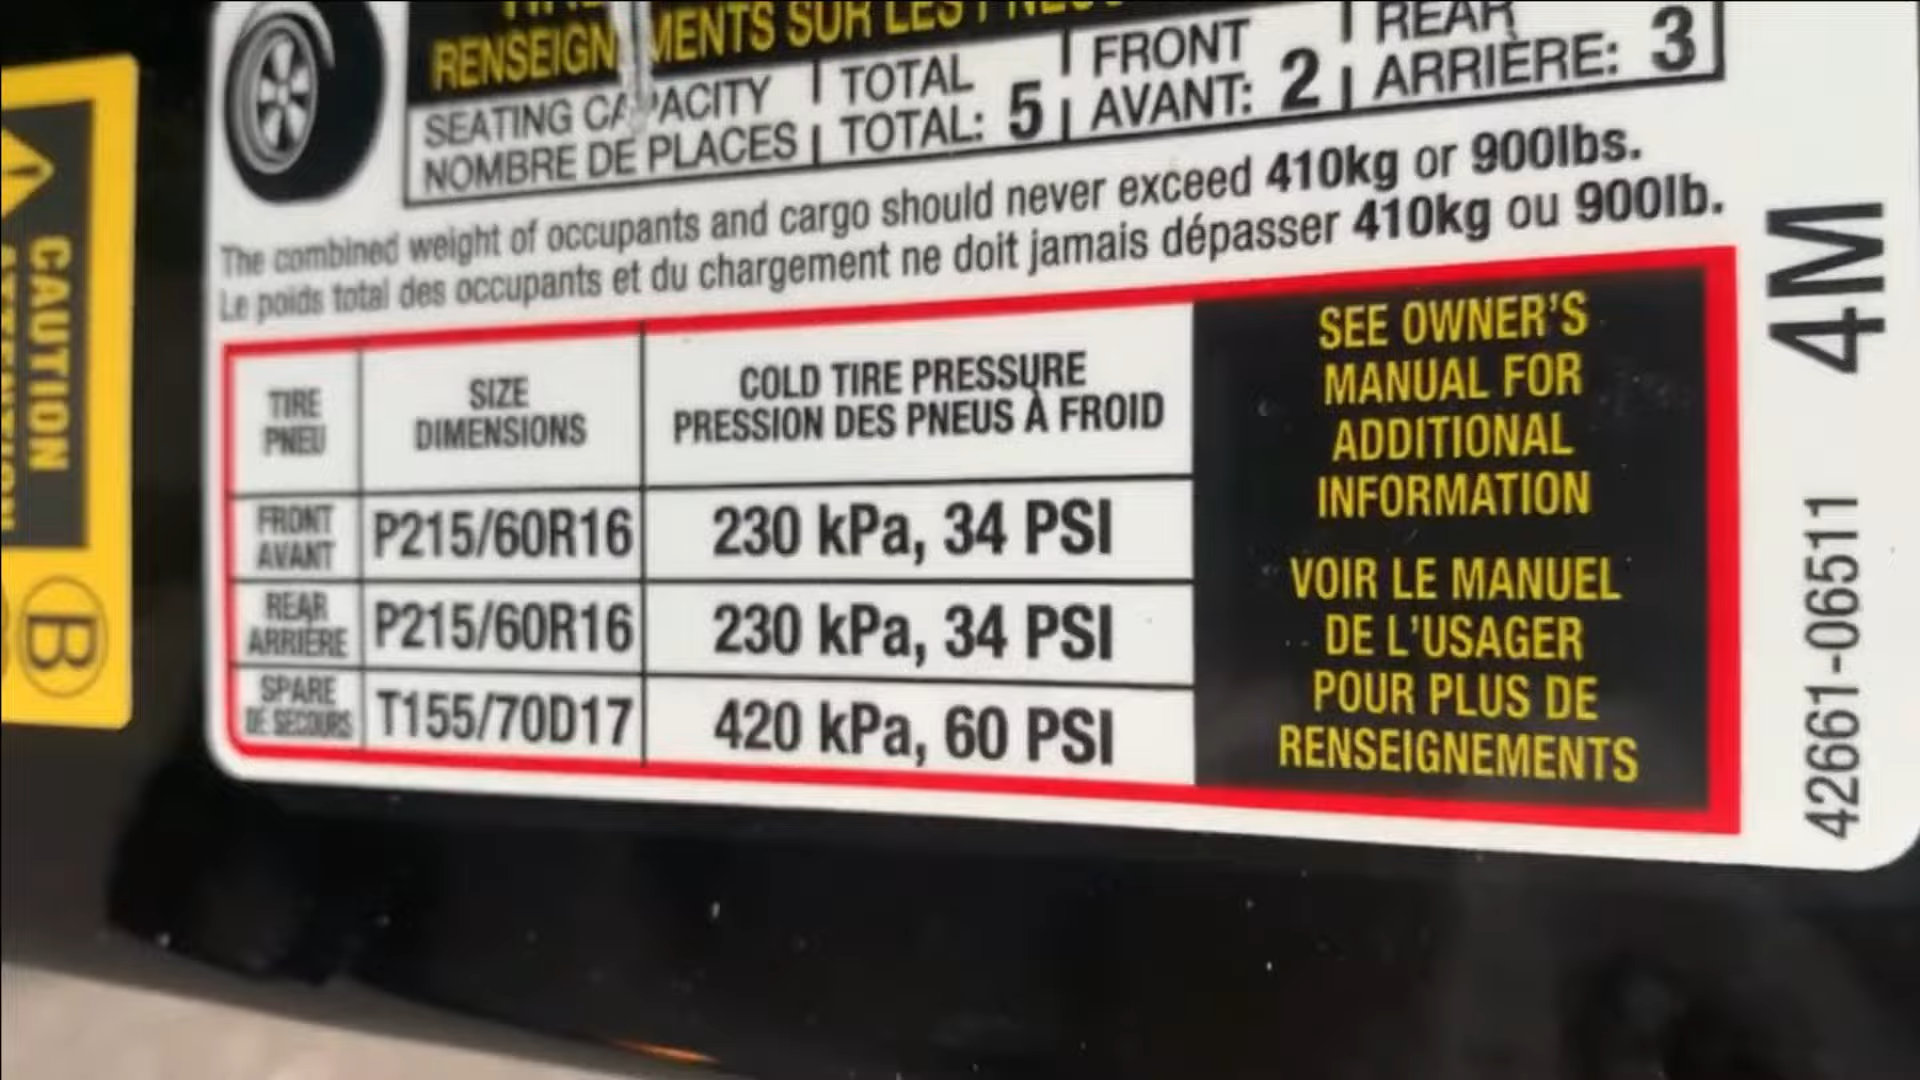 RENSEIGNEMENTS SUR LES
SEATING CAPACITY TOTAL FRONT REAR
NOMBRE DE PLACES TOTAL: 5 AVANT: 2 ARRIÈRE: 3
The combined weight of occupants and cargo should never exceed 410kg or 900lbs.
Le poids total des occupants et du chargement ne doit jamais dépasser 410kg ou 900lb.
TIRE
PNEU
SIZE
DIMENSIONS
COLD TIRE PRESSURE
PRESSION DES PNEUS À FROID
FRONT
AVANT
P215/60R16
230 kPa, 34 PSI
REAR
ARRIÈRE
P215/60R16
230 kPa, 34 PSI
SPARE
DE SECOURS
T155/70D17
420 kPa, 60 PSI
SEE OWNER'S
MANUAL FOR
ADDITIONAL
INFORMATION
VOIR LE MANUEL
DE L'USAGER
POUR PLUS DE
RENSEIGNEMENTS
4M
42661-06511
CAUTION
B